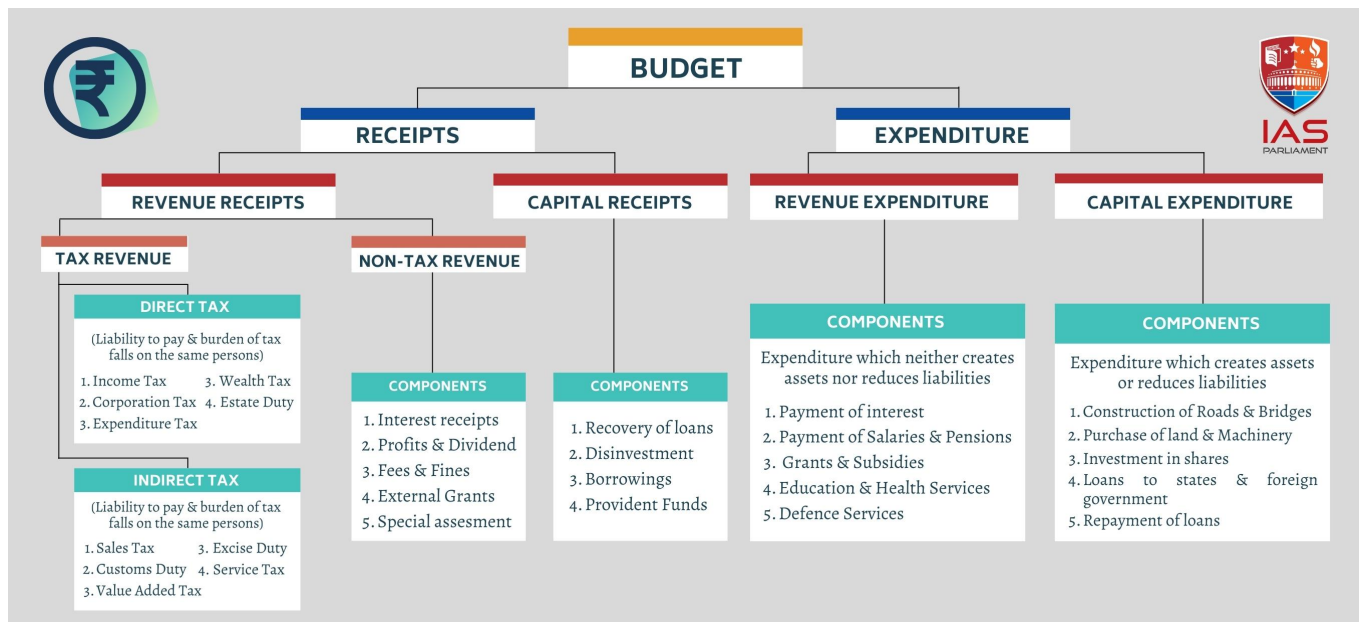 BUDGET
IAS
PARLIAMENT
RECEIPTS
EXPENDITURE
REVENUE RECEIPTS
CAPITAL RECEIPTS
REVENUE EXPENDITURE
CAPITAL EXPENDITURE
TAX REVENUE
NON-TAX REVENUE
DIRECT TAX
(Liability to pay & burden of tax
falls on the same persons)
1. Income Tax
3. Wealth Tax
2. Corporation Tax
4. Estate Duty
3. Expenditure Tax
INDIRECT TAX
(Liability to pay & burden of tax
falls on the same persons)
1. Sales Tax
3. Excise Duty
2. Customs Duty
4. Service Tax
3. Value Added Tax
COMPONENTS
1. Interest receipts
2. Profits & Dividend
3. Fees & Fines
4. External Grants
5. Special assesment
COMPONENTS
1. Recovery of loans
2. Disinvestment
3. Borrowings
4. Provident Funds
COMPONENTS
Expenditure which neither creates
assets nor reduces liabilities
1. Payment of interest
2. Payment of Salaries & Pensions
3. Grants & Subsidies
4. Education & Health Services
5. Defence Services
COMPONENTS
Expenditure which creates assets
or reduces liabilities
1. Construction of Roads & Bridges
2. Purchase of land & Machinery
3. Investment in shares
4. Loans to states & foreign
government
5. Repayment of loans